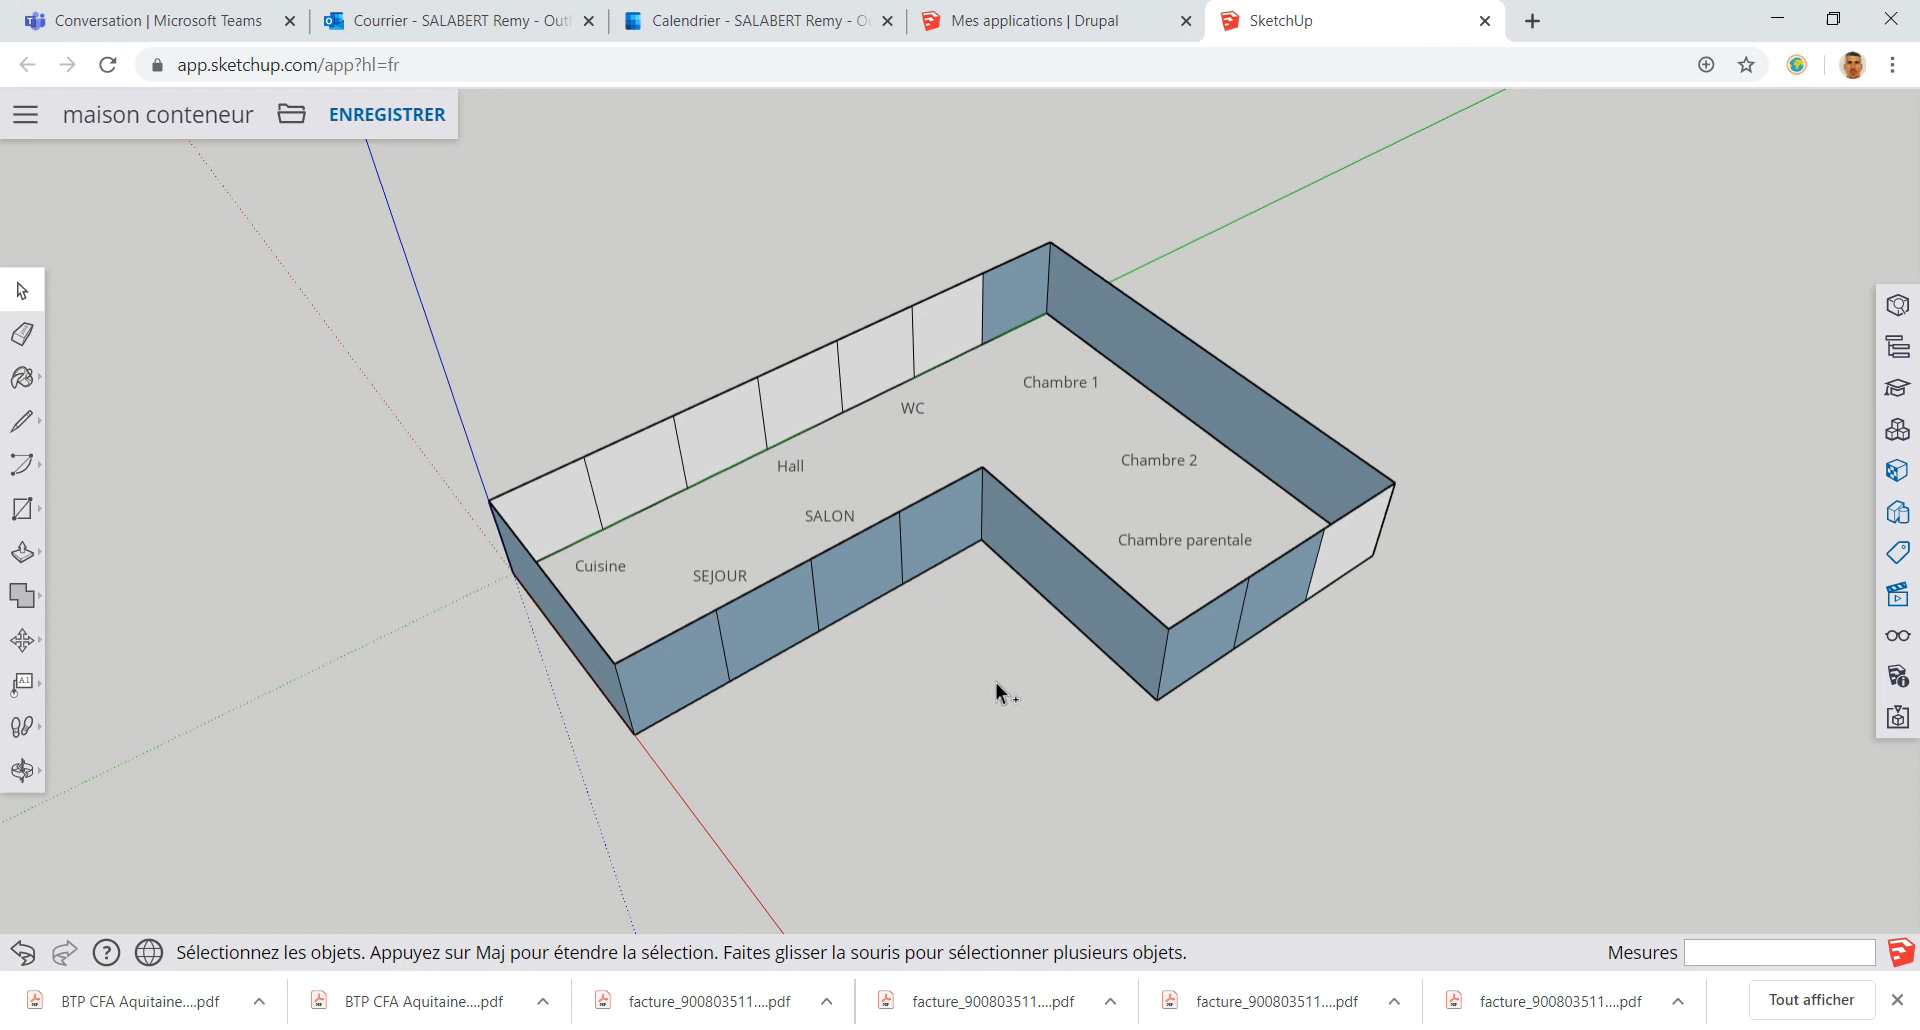 Conversation | Microsoft Teams
Courrier - SALABERT Remy - Outl
Calendrier - SALABERT Remy - O
Mes applications | Drupal
SketchUp
app.sketchup.com/app?hl=fr
maison conteneur
ENREGISTRER
Chambre 1
WC
Chambre 2
Hall
SALON
Chambre parentale
Cuisine
SEJOUR
A1
Sélectionnez les objets. Appuyez sur Maj pour étendre la sélection. Faites glisser la souris pour sélectionner plusieurs objets.
Mesures
BTP CFA Aquitaine....pdf
BTP CFA Aquitaine....pdf
facture_900803511....pdf
facture_900803511....pdf
facture_900803511....pdf
facture_900803511....pdf
Tout afficher